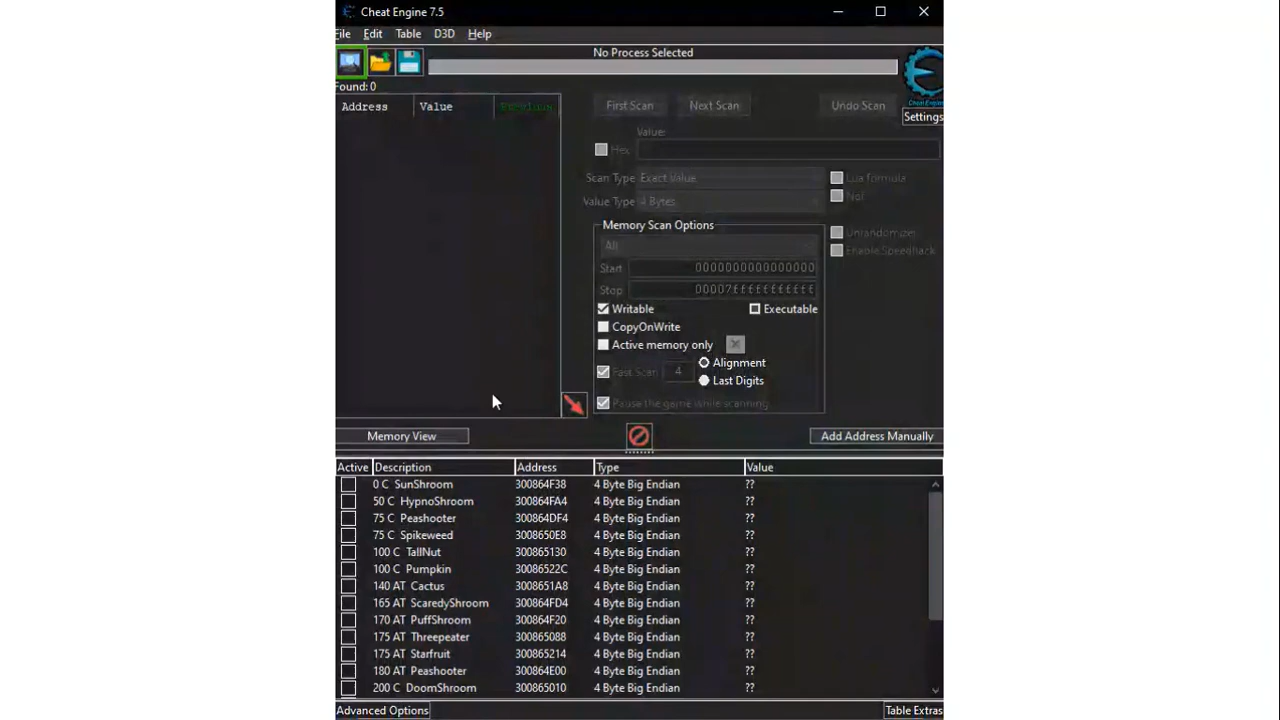 Cheat Engine 7.5
File Edit Table D3D Help
No Process Selected
Found: 0
Address Value
First Scan Next Scan Undo Scan
Cheat Engine
Settings
Value:
Hex
Scan Type Exact Value
Lua formula
Not
Value Type 4 Bytes
Memory Scan Options
All
Unrandomizer
Enable Speedhack
Start 0000000000000000
Stop 00007fffffffffff
Writable Executable
CopyOnWrite
Active memory only
Fast Scan 4 Alignment
Last Digits
Pause the game while scanning
Memory View Add Address Manually
Active Description Address Type Value
0 C SunShroom 300864F38 4 Byte Big Endian ??
50 C HypnoShroom 300864FA4 4 Byte Big Endian ??
75 C Peashooter 300864DF4 4 Byte Big Endian ??
75 C Spikeweed 3008650E8 4 Byte Big Endian ??
100 C TallNut 300865130 4 Byte Big Endian ??
100 C Pumpkin 30086522C 4 Byte Big Endian ??
140 AT Cactus 3008651A8 4 Byte Big Endian ??
165 AT ScaredyShroom 300864FD4 4 Byte Big Endian ??
170 AT PuffShroom 300864F20 4 Byte Big Endian ??
175 AT Threepeater 300865088 4 Byte Big Endian ??
175 AT Starfruit 300865214 4 Byte Big Endian ??
180 AT Peashooter 300864E00 4 Byte Big Endian ??
200 C DoomShroom 300865010 4 Byte Big Endian ??
Advanced Options Table Extras